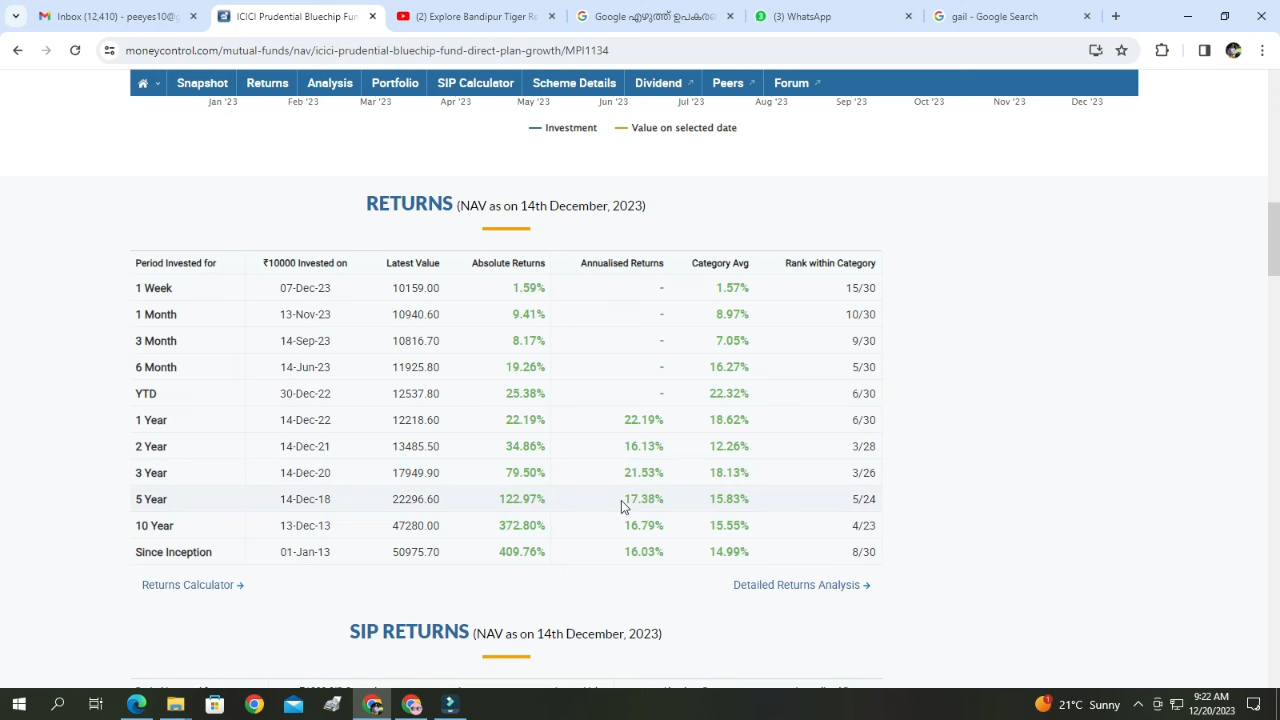 Inbox (12,410) - peeyes10@g
ICICI Prudential Bluechip Fun
(2) Explore Bandipur Tiger Re
Google എഴുത്ത് ഉപകരണ
(3) WhatsApp
gail - Google Search
moneycontrol.com/mutual-funds/nav/icici-prudential-bluechip-fund-direct-plan-growth/MPI1134
Snapshot Returns Analysis Portfolio SIP Calculator Scheme Details Dividend Peers Forum
Jan '23 Feb '23 Mar '23 Apr '23 May '23 Jun '23 Jul '23 Aug '23 Sep '23 Oct '23 Nov '23 Dec '23
Investment Value on selected date
RETURNS (NAV as on 14th December, 2023)
Period Invested for ₹10000 Invested on Latest Value Absolute Returns Annualised Returns Category Avg Rank within Category
1 Week 07-Dec-23 10159.00 1.59% - 1.57% 15/30
1 Month 13-Nov-23 10940.60 9.41% - 8.97% 10/30
3 Month 14-Sep-23 10816.70 8.17% - 7.05% 9/30
6 Month 14-Jun-23 11925.80 19.26% - 16.27% 5/30
YTD 30-Dec-22 12537.80 25.38% - 22.32% 6/30
1 Year 14-Dec-22 12218.60 22.19% 22.19% 18.62% 6/30
2 Year 14-Dec-21 13485.50 34.86% 16.13% 12.26% 3/28
3 Year 14-Dec-20 17949.90 79.50% 21.53% 18.13% 3/26
5 Year 14-Dec-18 22296.60 122.97% 17.38% 15.83% 5/24
10 Year 13-Dec-13 47280.00 372.80% 16.79% 15.55% 4/23
Since Inception 01-Jan-13 50975.70 409.76% 16.03% 14.99% 8/30
Returns Calculator Detailed Returns Analysis
SIP RETURNS (NAV as on 14th December, 2023)
21°C Sunny
9:22 AM
12/20/2023